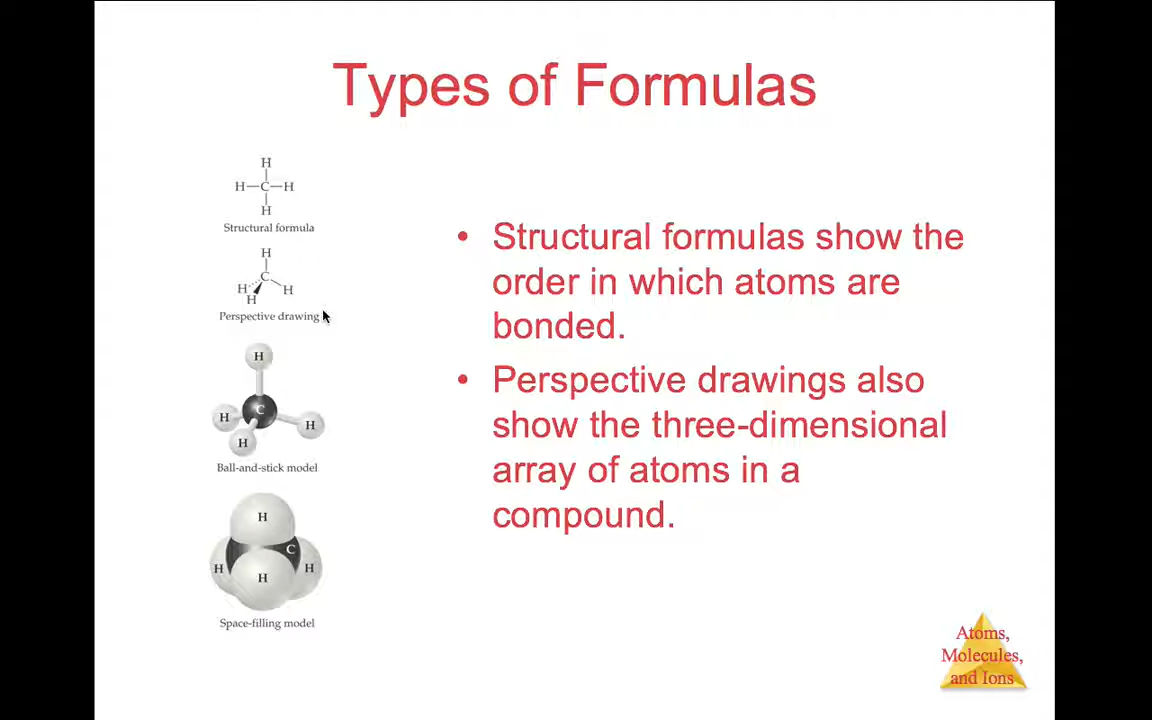 Types of Formulas
H
H—C—H
H
Structural formula
H
C
H
H
H
Perspective drawing
H
C
H
H
H
Ball-and-stick model
H
C
H
H
H
Space-filling model
• Structural formulas show the
order in which atoms are
bonded.
• Perspective drawings also
show the three-dimensional
array of atoms in a
compound.
Atoms,
Molecules,
and Ions